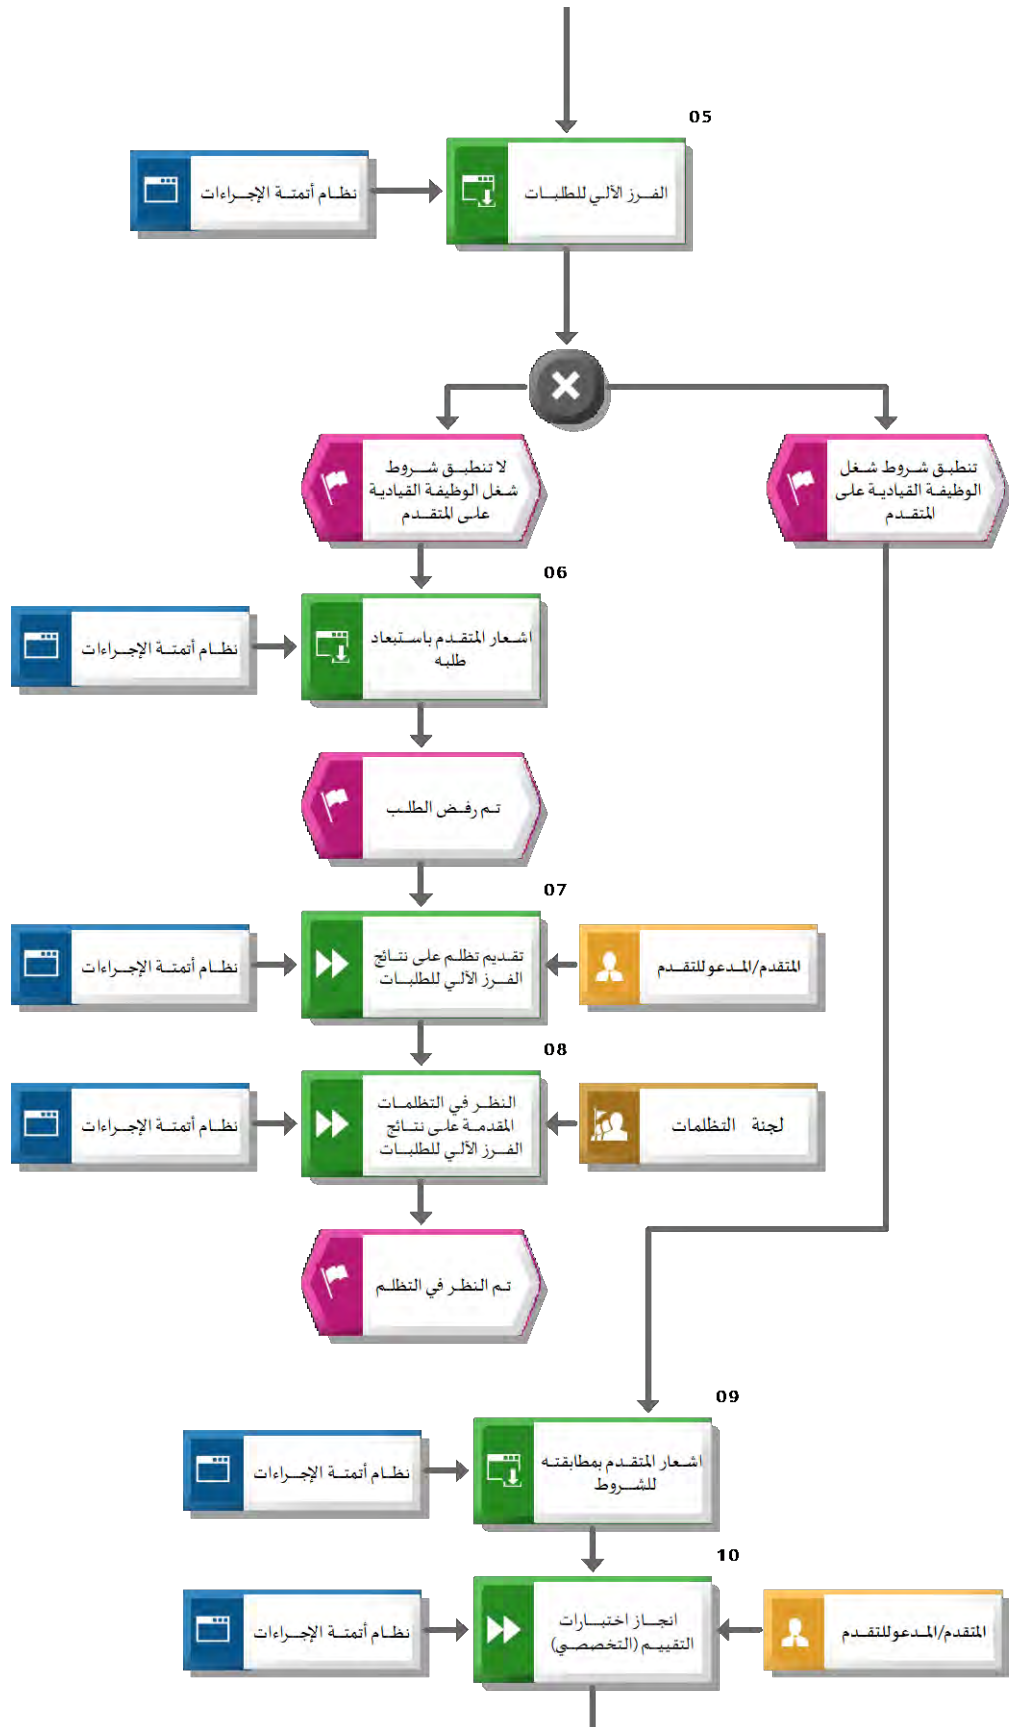 05
الفرز الآلي للطلبات
نظام أتمتة الإجراءات
تنطبق شروط شغل
الوظيفة القيادية على
المتقدم
لا تنطبق شروط
شغل الوظيفة القيادية
على المتقدم
06
اشعار المتقدم باستبعاد
طلبه
نظام أتمتة الإجراءات
تم رفض الطلب
07
المتقدم/المدعو للتقدم
تقديم تظلم على نتائج
الفرز الآلي للطلبات
نظام أتمتة الإجراءات
08
لجنة التظلمات
النظر في التظلمات
المقدمة على نتائج
الفرز الآلي للطلبات
نظام أتمتة الإجراءات
تم النظر في التظلم
09
اشعار المتقدم بمطابقته
للشروط
نظام أتمتة الإجراءات
10
المتقدم/المدعو للتقدم
انجاز اختبارات
التقييم (التخصصي)
نظام أتمتة الإجراءات